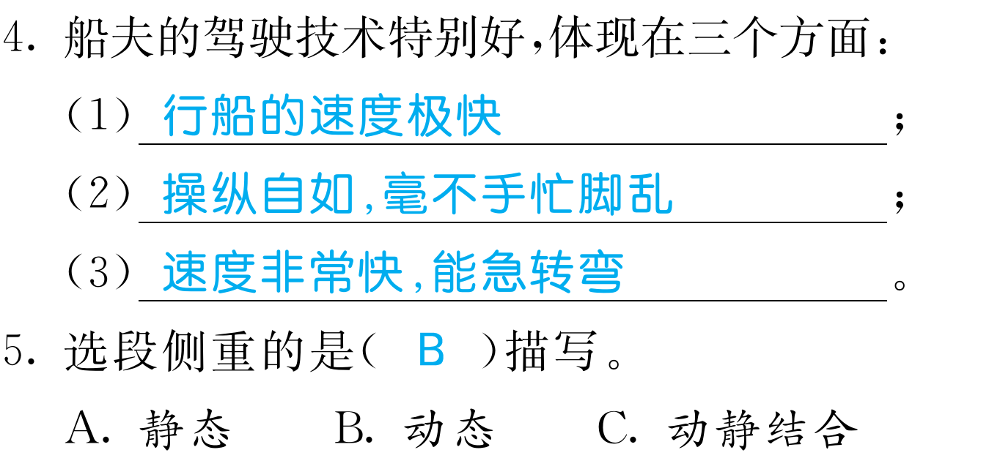 4. 船夫的驾驶技术特别好,体现在三个方面:
(1) 行船的速度极快 ;
(2) 操纵自如,毫不手忙脚乱 ;
(3) 速度非常快,能急转弯 。
5. 选段侧重的是( B )描写。
A. 静态 B. 动态 C. 动静结合